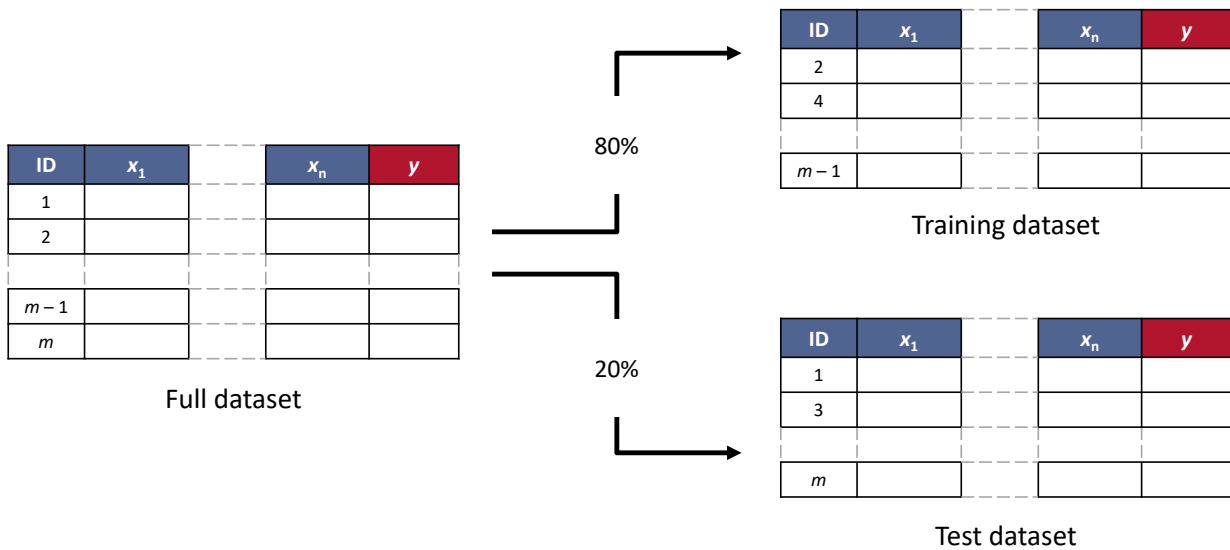 ID x₁ xₙ y
1
2
m – 1
m
Full dataset
80%
20%
ID x₁ xₙ y
2
4
m – 1
Training dataset
ID x₁ xₙ y
1
3
m
Test dataset